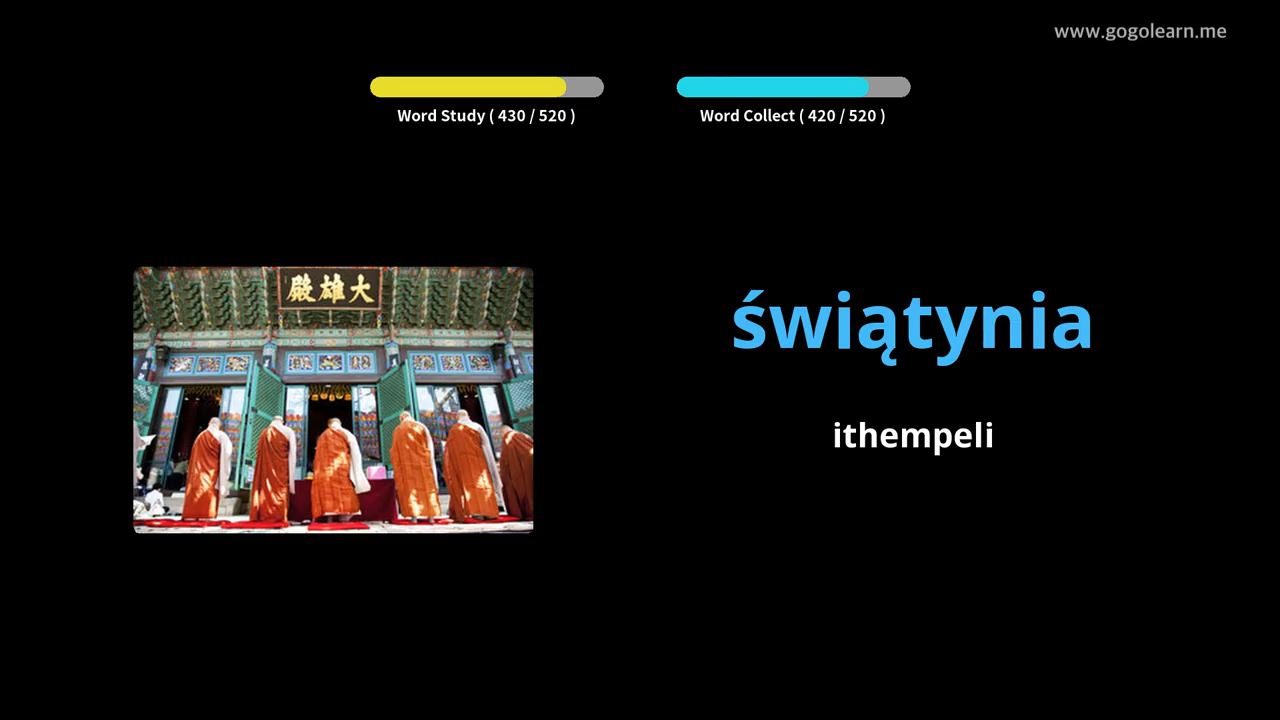 www.gogolearn.me
Word Study ( 430 / 520 )
Word Collect ( 420 / 520 )
殿雄大
świątynia
ithempeli